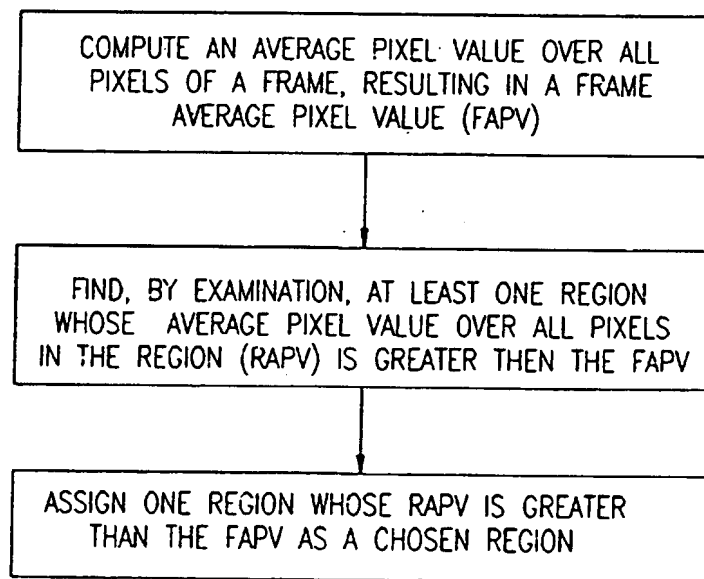 COMPUTE AN AVERAGE PIXEL VALUE OVER ALL
PIXELS OF A FRAME, RESULTING IN A FRAME
AVERAGE PIXEL VALUE (FAPV)
FIND, BY EXAMINATION, AT LEAST ONE REGION
WHOSE AVERAGE PIXEL VALUE OVER ALL PIXELS
IN THE REGION (RAPV) IS GREATER THEN THE FAPV
ASSIGN ONE REGION WHOSE RAPV IS GREATER
THAN THE FAPV AS A CHOSEN REGION